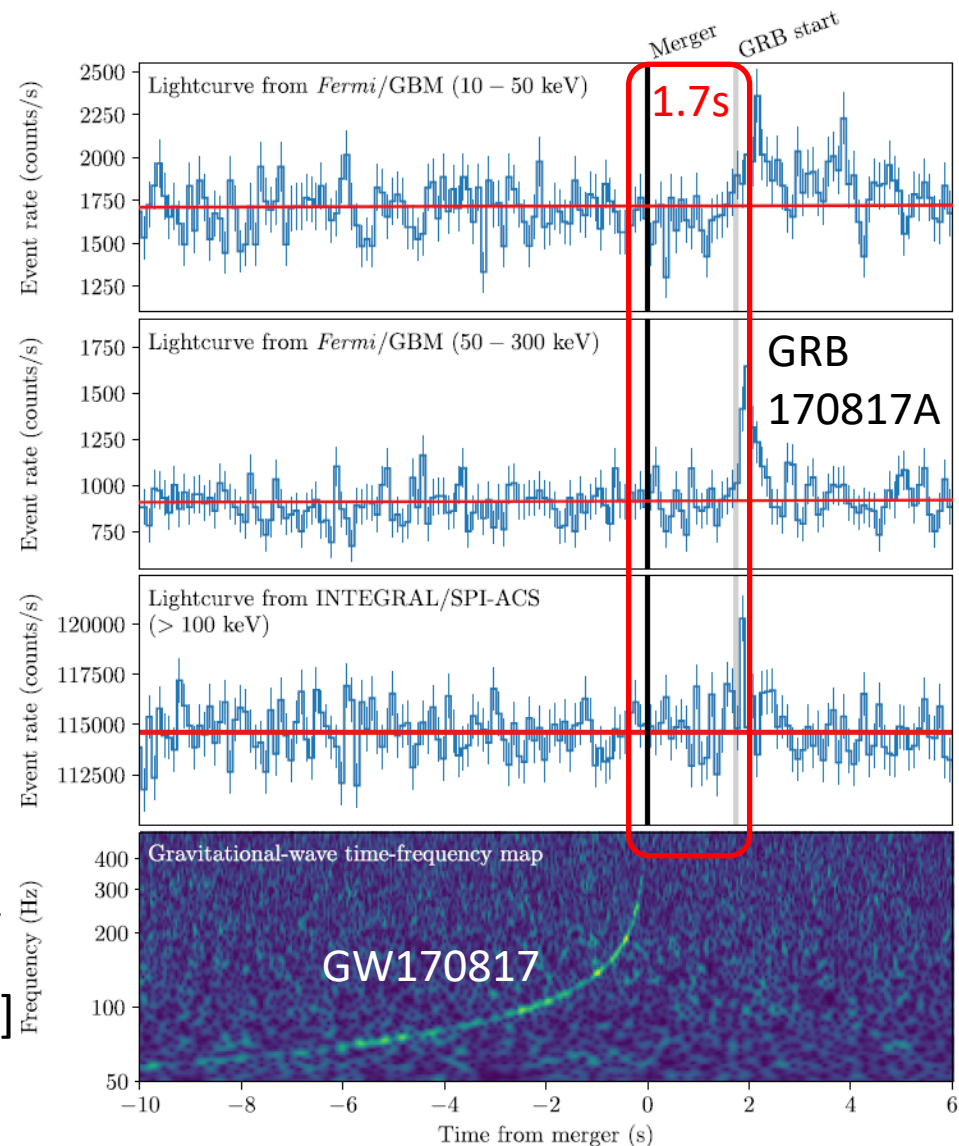 Merger
GRB start
2500
2250
2000
1750
1500
1250
Event rate (counts/s)
Lightcurve from Fermi/GBM (10 – 50 keV)
1.7s
1750
1500
1250
1000
750
Event rate (counts/s)
Lightcurve from Fermi/GBM (50 – 300 keV)
GRB
170817A
120000
117500
115000
112500
Event rate (counts/s)
Lightcurve from INTEGRAL/SPI-ACS
(> 100 keV)
400
300
200
100
50
Frequency (Hz)
]
Gravitational-wave time-frequency map
GW170817
−10 −8 −6 −4 −2 0 2 4 6
Time from merger (s)